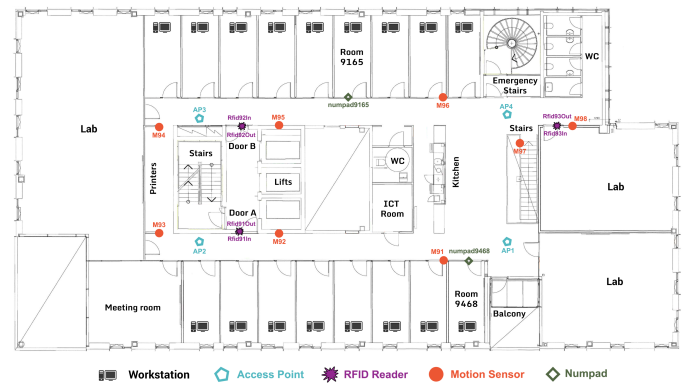 Room
9165
Emergency
Stairs
WC
numpad9165
M96
AP3
AP4
Rfid92In
Rfid92Out
M95
Rfid93Out
Rfid93In
M98
Lab
M94
Door B
Stairs
M97
Stairs
WC
Kitchen
Printers
Lifts
Lab
ICT
Room
Door A
Rfid91Out
Rfid91In
M93
M92
AP2
AP1
M91
numpad9468
Lab
Meeting room
Room
9468
Balcony
Workstation
Access Point
RFID Reader
Motion Sensor
Numpad